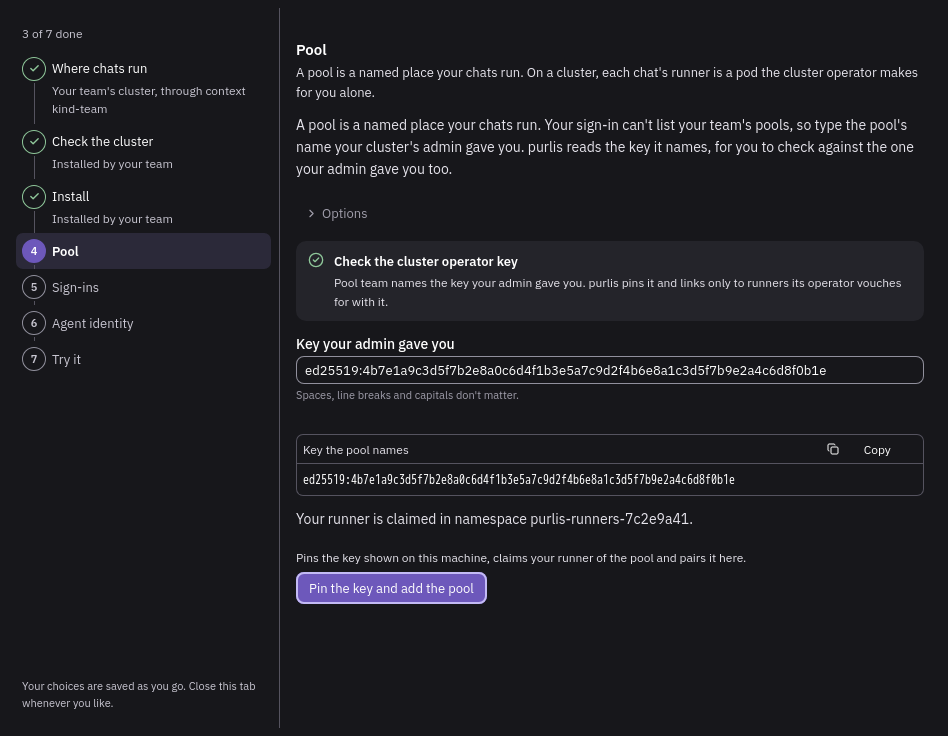 3 of 7 done
Where chats run
Your team's cluster, through context
kind-team
Check the cluster
Installed by your team
Install
Installed by your team
4 Pool
5 Sign-ins
6 Agent identity
7 Try it
Your choices are saved as you go. Close this tab
whenever you like.
Pool
A pool is a named place your chats run. On a cluster, each chat's runner is a pod the cluster operator makes
for you alone.
A pool is a named place your chats run. Your sign-in can't list your team's pools, so type the pool's
name your cluster's admin gave you. purlis reads the key it names, for you to check against the one
your admin gave you too.
Options
Check the cluster operator key
Pool team names the key your admin gave you. purlis pins it and links only to runners its operator vouches
for with it.
Key your admin gave you
ed25519:4b7e1a9c3d5f7b2e8a0c6d4f1b3e5a7c9d2f4b6e8a1c3d5f7b9e2a4c6d8f0b1e
Spaces, line breaks and capitals don't matter.
Key the pool names
Copy
ed25519:4b7e1a9c3d5f7b2e8a0c6d4f1b3e5a7c9d2f4b6e8a1c3d5f7b9e2a4c6d8f0b1e
Your runner is claimed in namespace purlis-runners-7c2e9a41.
Pins the key shown on this machine, claims your runner of the pool and pairs it here.
Pin the key and add the pool